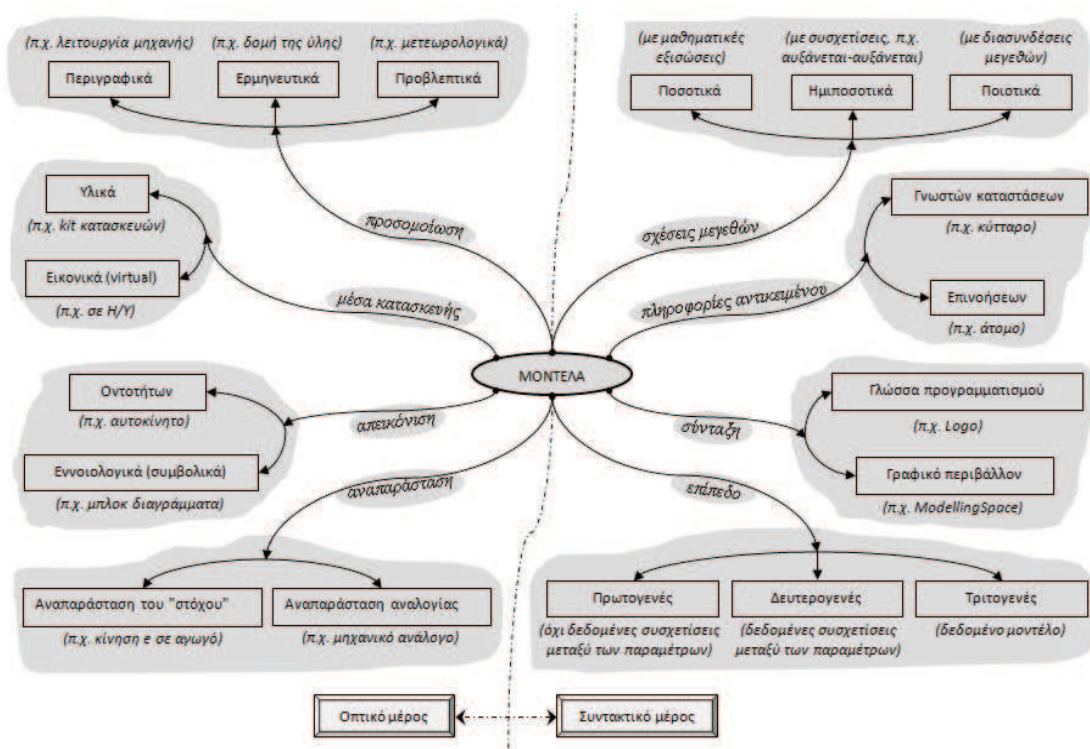 (π.χ. λειτουργία μηχανής)
Περιγραφικά
(π.χ. δομή της ύλης)
Ερμηνευτικά
(π.χ. μετεωρολογικά)
Προβλεπτικά
προσομοίωση
(με μαθηματικές
εξισώσεις)
Ποσοτικά
(με συσχετίσεις, π.χ.
αυξάνεται-αυξάνεται)
Ημιποσοτικά
(με διασυνδέσεις
μεγεθών)
Ποιοτικά
σχέσεις μεγεθών
Υλικά
(π.χ. kit κατασκευών)
Εικονικά (virtual)
(π.χ. σε Η/Υ)
μέσα κατασκευής
Γνωστών καταστάσεων
(π.χ. κύτταρο)
Επινοήσεων
(π.χ. άτομο)
πληροφορίες αντικειμένου
ΜΟΝΤΕΛΑ
Οντοτήτων
(π.χ. αυτοκίνητο)
Εννοιολογικά (συμβολικά)
(π.χ. μπλοκ διαγράμματα)
απεικόνιση
Γλώσσα προγραμματισμού
(π.χ. Logo)
Γραφικό περιβάλλον
(π.χ. ModellingSpace)
σύνταξη
αναπαράσταση
Αναπαράσταση του "στόχου"
(π.χ. κίνηση e σε αγωγό)
Αναπαράσταση αναλογίας
(π.χ. μηχανικό ανάλογο)
επίπεδο
Πρωτογενές
(όχι δεδομένες συσχετίσεις
μεταξύ των παραμέτρων)
Δευτερογενές
(δεδομένες συσχετίσεις
μεταξύ των παραμέτρων)
Τριτογενές
(δεδομένο μοντέλο)
Οπτικό μέρος
Συντακτικό μέρος